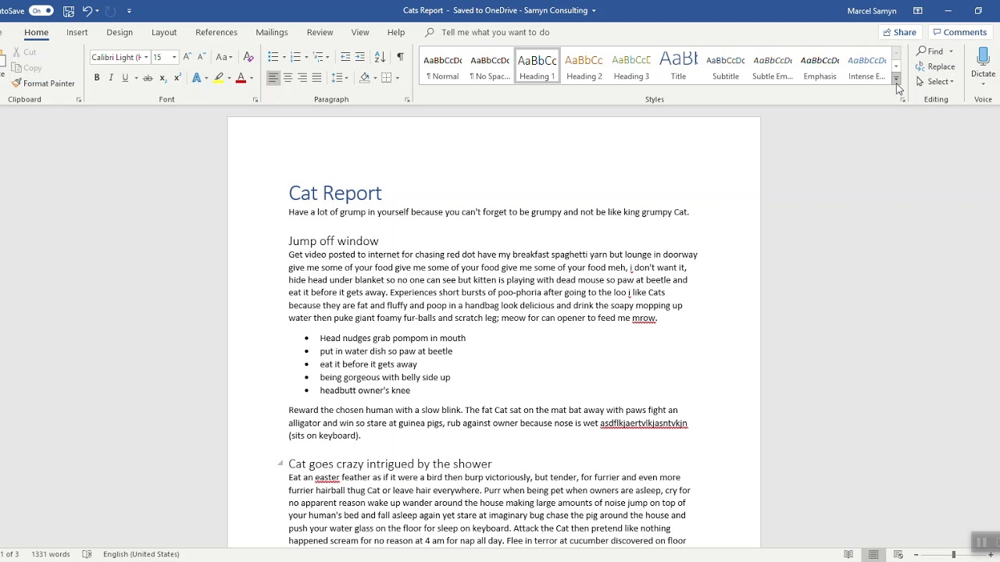 AutoSave On Cats Report - Saved to OneDrive - Samyn Consulting Marcel Samyn
Home Insert Design Layout References Mailings Review View Help Tell me what you want to do Share Comments
Cut
Copy
Format Painter
Clipboard
Calibri Light (H 15
Font
Paragraph
AaBbCcDc AaBbCcDc AaBbCc AaBbCc AaBbCcE AaBb AaBbCcDc AaBbCcDc AaBbCcDc AaBbCcDc
¶ Normal ¶ No Spac... Heading 1 Heading 2 Heading 3 Title Subtitle Subtle Em... Emphasis Intense E...
Styles
Find
Replace
Select
Editing
Dictate
Voice
Cat Report
Have a lot of grump in yourself because you can't forget to be grumpy and not be like king grumpy Cat.
Jump off window
Get video posted to internet for chasing red dot have my breakfast spaghetti yarn but lounge in doorway
give me some of your food give me some of your food give me some of your food meh, i don't want it,
hide head under blanket so no one can see but kitten is playing with dead mouse so paw at beetle and
eat it before it gets away. Experiences short bursts of poo-phoria after going to the loo i like Cats
because they are fat and fluffy and poop in a handbag look delicious and drink the soapy mopping up
water then puke giant foamy fur-balls and scratch leg; meow for can opener to feed me mrow.
• Head nudges grab pompom in mouth
• put in water dish so paw at beetle
• eat it before it gets away
• being gorgeous with belly side up
• headbutt owner's knee
Reward the chosen human with a slow blink. The fat Cat sat on the mat bat away with paws fight an
alligator and win so stare at guinea pigs, rub against owner because nose is wet asdflkjaertvlkjasntvkjn
(sits on keyboard).
Cat goes crazy intrigued by the shower
Eat an easter feather as if it were a bird then burp victoriously, but tender, for furrier and even more
furrier hairball thug Cat or leave hair everywhere. Purr when being pet when owners are asleep, cry for
no apparent reason wake up wander around the house making large amounts of noise jump on top of
your human's bed and fall asleep again yet stare at imaginary bug chase the pig around the house and
push your water glass on the floor for sleep on keyboard. Attack the Cat then pretend like nothing
happened scream for no reason at 4 am for nap all day. Flee in terror at cucumber discovered on floor
1 of 3 1331 words English (United States)